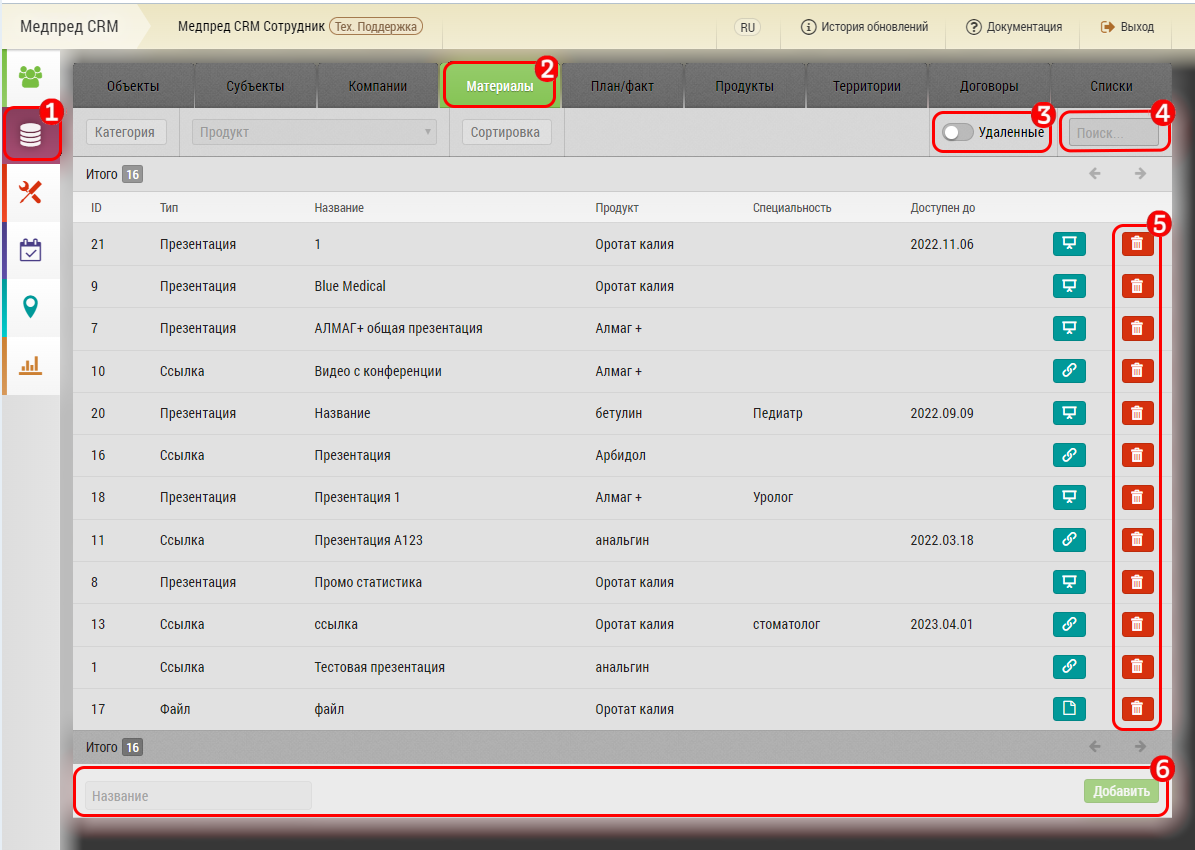 Медпред CRM Медпред CRM Сотрудник Тех. Поддержка RU История обновлений Документация Выход
1 2 3 4
Объекты Субъекты Компании Материалы План/факт Продукты Территории Договоры Списки
Категория Продукт Сортировка Удаленные Поиск...
Итого 16
ID Тип Название Продукт Специальность Доступен до
5
21 Презентация 1 Оротат калия 2022.11.06
9 Презентация Blue Medical Оротат калия
7 Презентация АЛМАГ+ общая презентация Алмаг +
10 Ссылка Видео с конференции Алмаг +
20 Презентация Название бетулин Педиатр 2022.09.09
16 Ссылка Презентация Арбидол
18 Презентация Презентация 1 Алмаг + Уролог
11 Ссылка Презентация А123 анальгин 2022.03.18
8 Презентация Промо статистика Оротат калия
13 Ссылка ссылка Оротат калия стоматолог 2023.04.01
1 Ссылка Тестовая презентация анальгин
17 Файл файл Оротат калия
Итого 16
6
Название Добавить